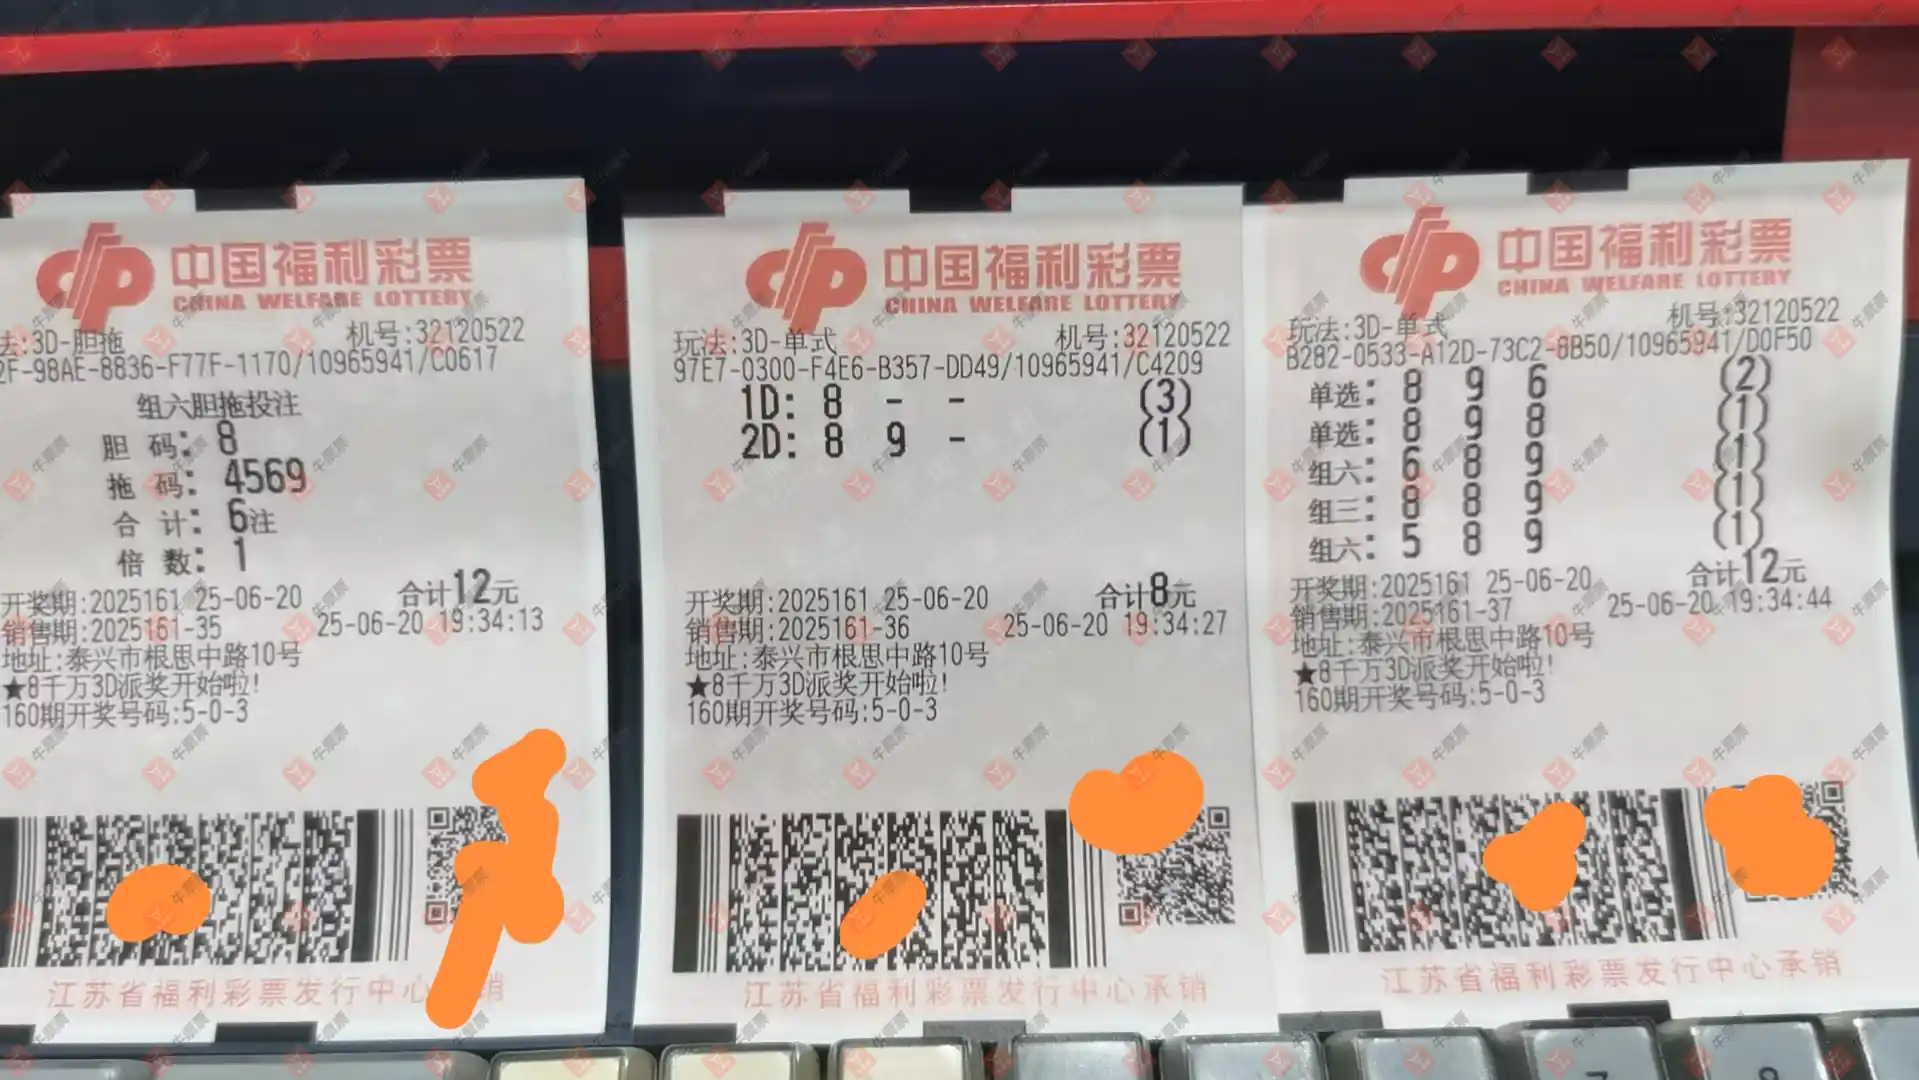 中国福利彩票
CHINA WELFARE LOTTERY
法:3D-胆拖 机号:32120522
2F-98AE-8836-F77F-1170/10965941/C0617
组六胆拖投注
胆 码: 8
拖 码: 4569
合 计: 6注
倍 数: 1
合计12元
开奖期:2025161 25-06-20
销售期:2025161-35 25-06-20 19:34:13
地址:泰兴市根思中路10号
★8千万3D派奖开始啦!
160期开奖号码:5-0-3
江苏省福利彩票发行中心 销
中国福利彩票
CHINA WELFARE LOTTERY
玩法:3D-单式 机号:32120522
97E7-0300-F4E6-B357-DD49/10965941/C4209
1D: 8 - - (3)
2D: 8 9 - (1)
合计8元
开奖期:2025161 25-06-20
销售期:2025161-36 25-06-20 19:34:27
地址:泰兴市根思中路10号
★8千万3D派奖开始啦!
160期开奖号码:5-0-3
江苏省福利彩票发行中心承销
中国福利彩票
CHINA WELFARE LOTTERY
玩法:3D-单式 机号:32120522
B282-0533-A12D-73C2-8B50/10965941/D0F50
单选: 8 9 6 (2)
单选: 8 9 8 (1)
组六: 6 8 9 (1)
组三: 8 8 9 (1)
组六: 5 8 9 (1)
合计12元
开奖期:2025161 25-06-20
销售期:2025161-37 25-06-20 19:34:44
地址:泰兴市根思中路10号
★8千万3D派奖开始啦!
160期开奖号码:5-0-3
江苏省福利彩票发行中心承销